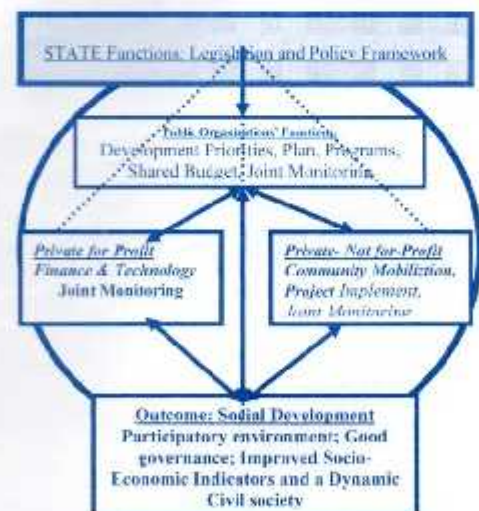 STATE Functions: Legislation and Policy Framework
Public Organizations' Functions
Development Priorities, Plan, Programs,
Shared Budget, Joint Monitoring
Private for Profit
Finance & Technology
Joint Monitoring
Private- Not for-Profit
Community Mobiliztion,
Project Implement,
Joint Monitoring
Outcome: Social Development
Participatory environment; Good
governance; Improved Socio-
Economic Indicators and a Dynamic
Civil society